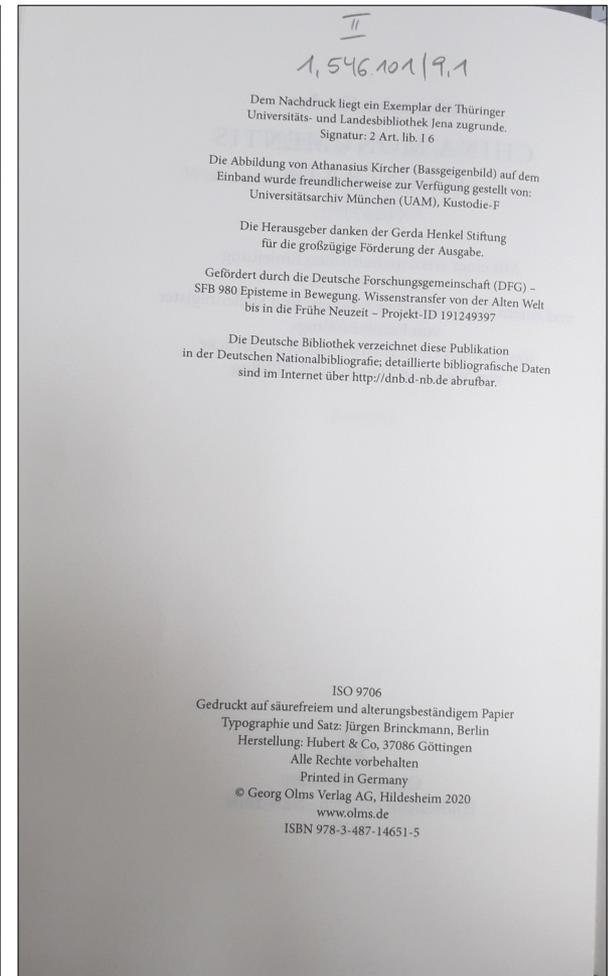 II
1, 546.101/9,1
Dem Nachdruck liegt ein Exemplar der Thüringer
Universitäts- und Landesbibliothek Jena zugrunde.
Signatur: 2 Art. lib. I 6
Die Abbildung von Athanasius Kircher (Bassgeigenbild) auf dem
Einband wurde freundlicherweise zur Verfügung gestellt von:
Universitätsarchiv München (UAM), Kustodie-F
Die Herausgeber danken der Gerda Henkel Stiftung
für die großzügige Förderung der Ausgabe.
Gefördert durch die Deutsche Forschungsgemeinschaft (DFG) –
SFB 980 Episteme in Bewegung. Wissenstransfer von der Alten Welt
bis in die Frühe Neuzeit – Projekt-ID 191249397
Die Deutsche Bibliothek verzeichnet diese Publikation
in der Deutschen Nationalbibliografie; detaillierte bibliografische Daten
sind im Internet über http://dnb.d-nb.de abrufbar.
ISO 9706
Gedruckt auf säurefreiem und alterungsbeständigem Papier
Typographie und Satz: Jürgen Brinckmann, Berlin
Herstellung: Hubert & Co, 37086 Göttingen
Alle Rechte vorbehalten
Printed in Germany
© Georg Olms Verlag AG, Hildesheim 2020
www.olms.de
ISBN 978-3-487-14651-5